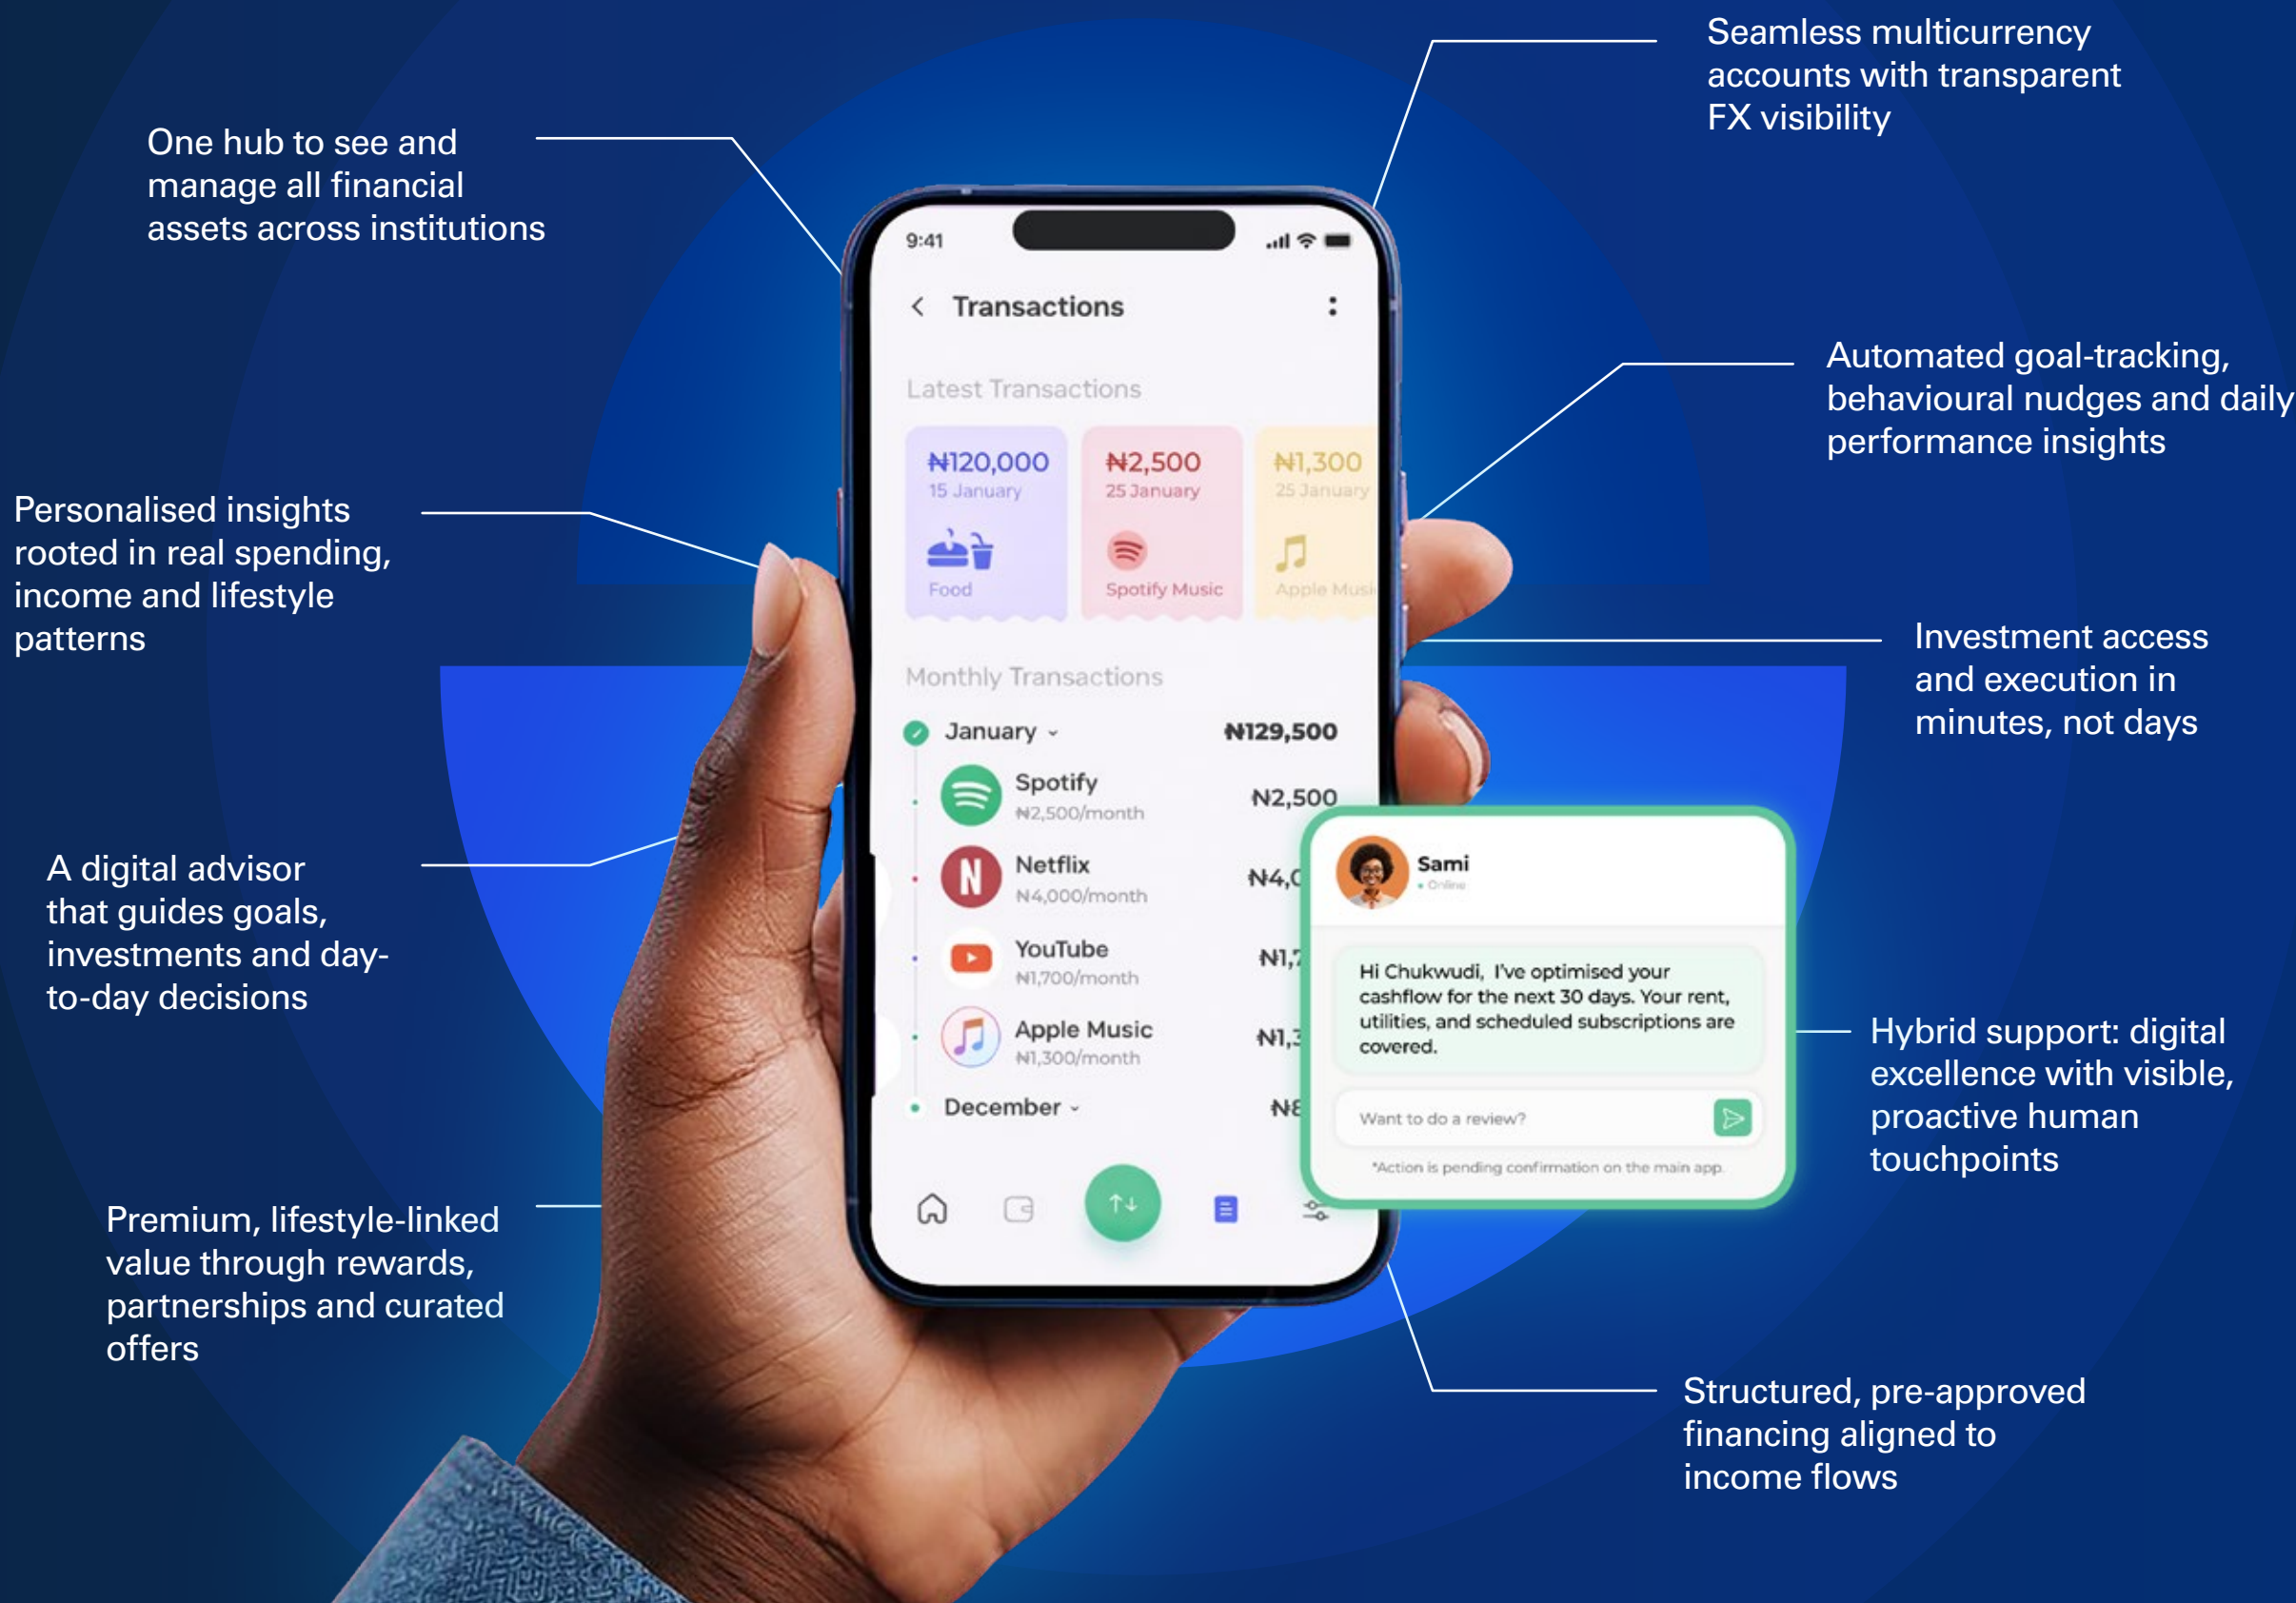 One hub to see and
manage all financial
assets across institutions
Personalised insights
rooted in real spending,
income and lifestyle
patterns
A digital advisor
that guides goals,
investments and day-
to-day decisions
Premium, lifestyle-linked
value through rewards,
partnerships and curated
offers
9:41
Transactions
Latest Transactions
₦120,000
15 January
Food
₦2,500
25 January
Spotify Music
₦1,300
25 January
Apple
Monthly Transactions
January ₦129,500
Spotify ₦2,500
₦2,500/month
Netflix
₦4,000/month
YouTube
₦1,700/month
Apple Music
₦1,300/month
December
Sami
Online
Hi Chukwudi, I've optimised your
cashflow for the next 30 days. Your rent,
utilities, and scheduled subscriptions are
covered.
Want to do a review?
*Action is pending confirmation on the main app.
Seamless multicurrency
accounts with transparent
FX visibility
Automated goal-tracking,
behavioural nudges and daily
performance insights
Investment access
and execution in
minutes, not days
Hybrid support: digital
excellence with visible,
proactive human
touchpoints
Structured, pre-approved
financing aligned to
income flows